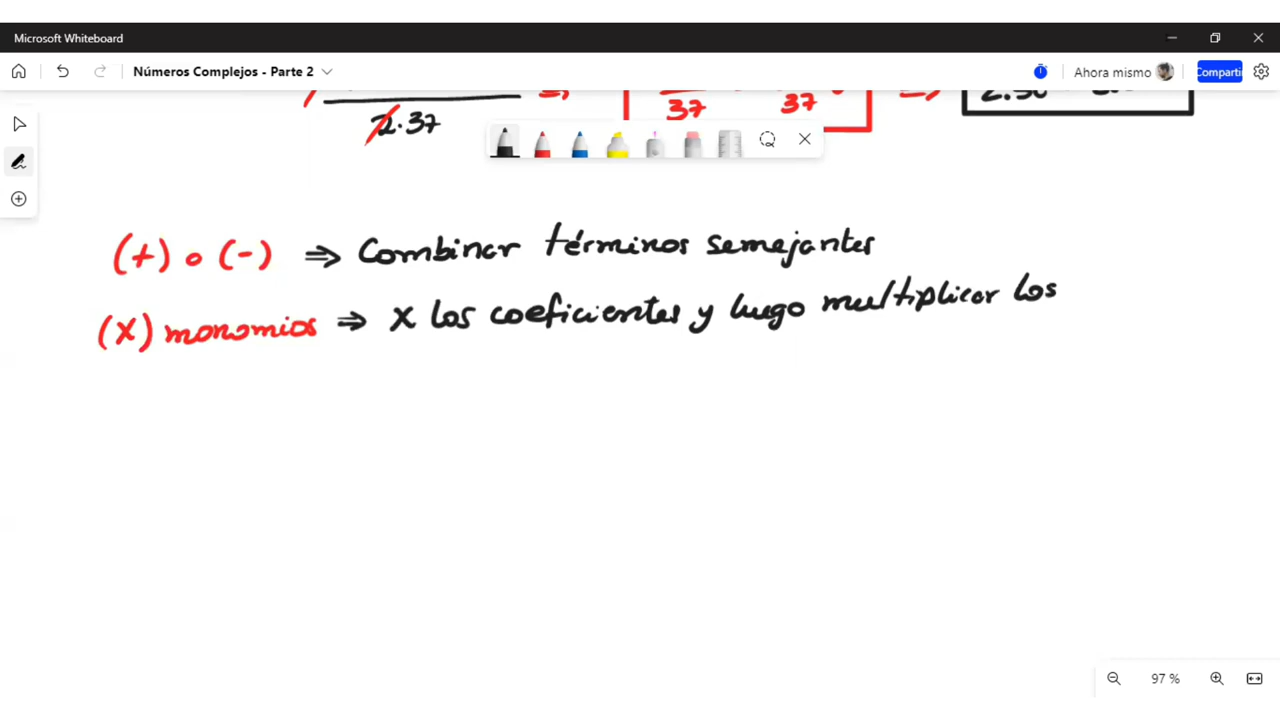 Microsoft Whiteboard
Números Complejos - Parte 2
Ahora mismo
Comparti
2.37
37
37
(+) o (-) ⇒ Combinar términos semejantes
(X) monomios ⇒ X los coeficientes y luego multiplicar los
97 %